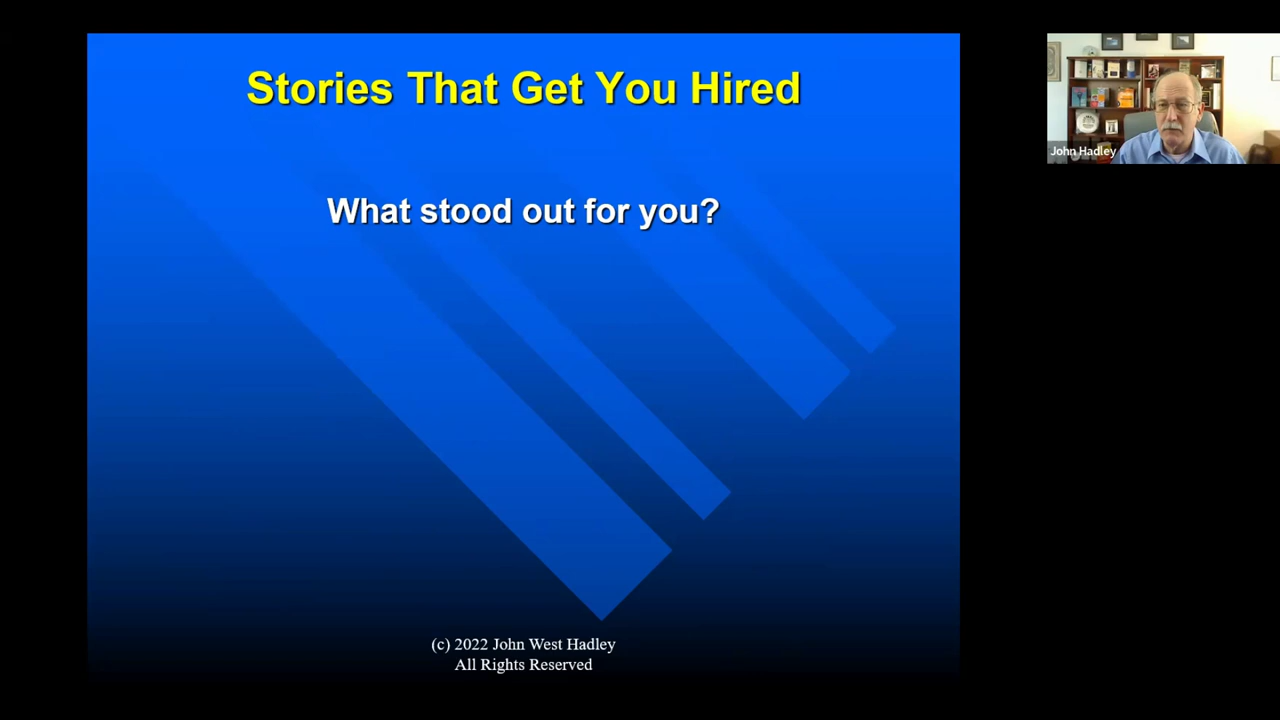 Stories That Get You Hired
What stood out for you?
(c) 2022 John West Hadley
All Rights Reserved
John Hadley